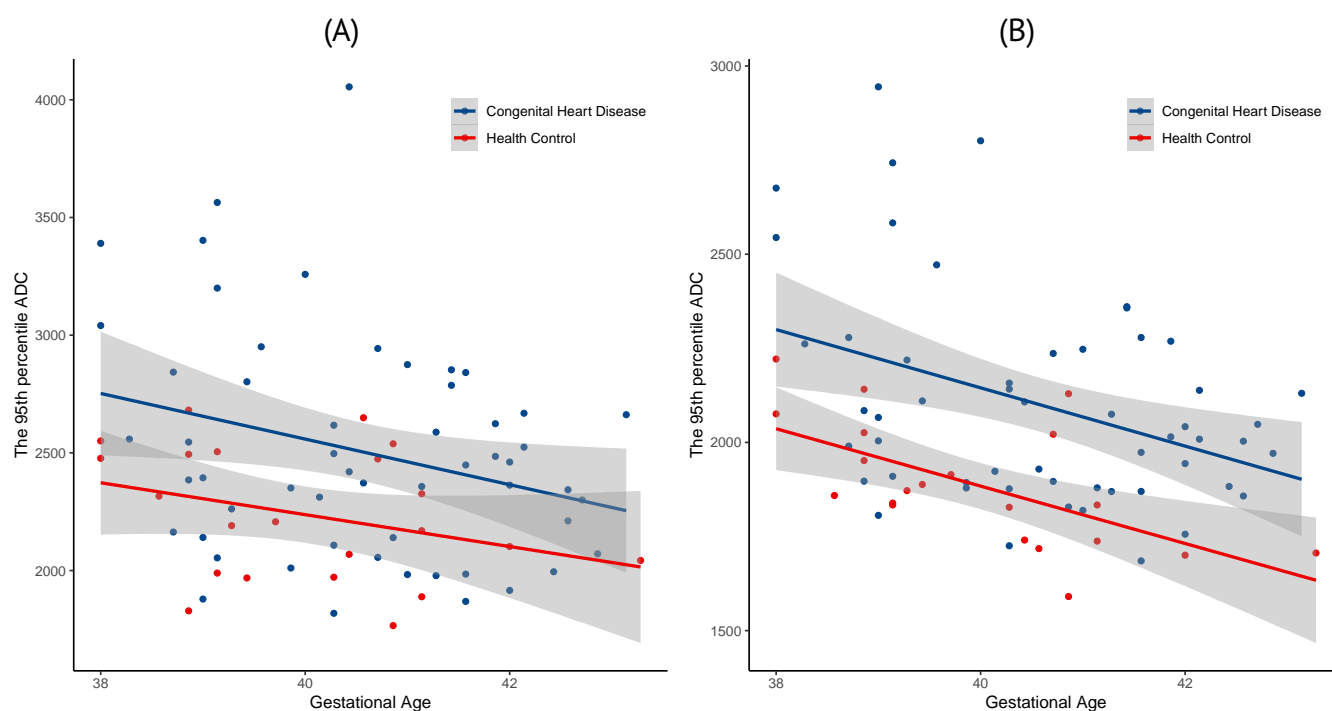 (A)
The 95th percentile ADC
4000
3500
3000
2500
2000
38
40
42
Gestational Age
Congenital Heart Disease
Health Control
(B)
The 95th percentile ADC
3000
2500
2000
1500
38
40
42
Gestational Age
Congenital Heart Disease
Health Control